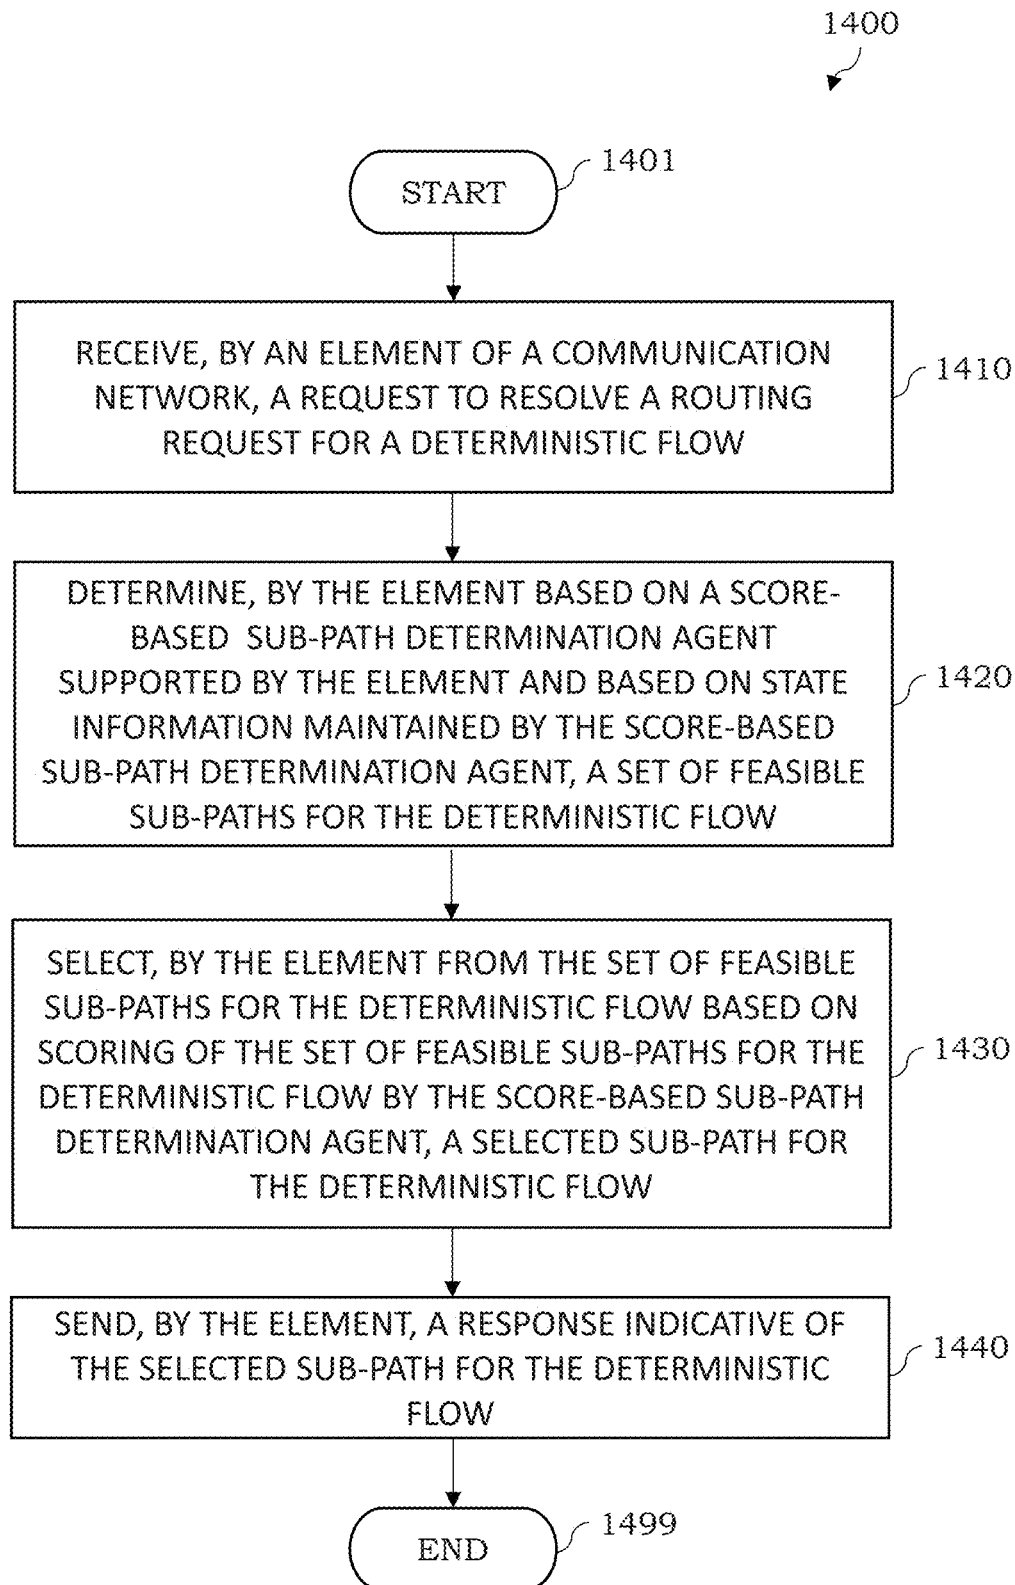 1400
START
1401
RECEIVE, BY AN ELEMENT OF A COMMUNICATION
NETWORK, A REQUEST TO RESOLVE A ROUTING
REQUEST FOR A DETERMINISTIC FLOW
1410
DETERMINE, BY THE ELEMENT BASED ON A SCORE-
BASED SUB-PATH DETERMINATION AGENT
SUPPORTED BY THE ELEMENT AND BASED ON STATE
INFORMATION MAINTAINED BY THE SCORE-BASED
SUB-PATH DETERMINATION AGENT, A SET OF FEASIBLE
SUB-PATHS FOR THE DETERMINISTIC FLOW
1420
SELECT, BY THE ELEMENT FROM THE SET OF FEASIBLE
SUB-PATHS FOR THE DETERMINISTIC FLOW BASED ON
SCORING OF THE SET OF FEASIBLE SUB-PATHS FOR THE
DETERMINISTIC FLOW BY THE SCORE-BASED SUB-PATH
DETERMINATION AGENT, A SELECTED SUB-PATH FOR
THE DETERMINISTIC FLOW
1430
SEND, BY THE ELEMENT, A RESPONSE INDICATIVE OF
THE SELECTED SUB-PATH FOR THE DETERMINISTIC
FLOW
1440
END
1499